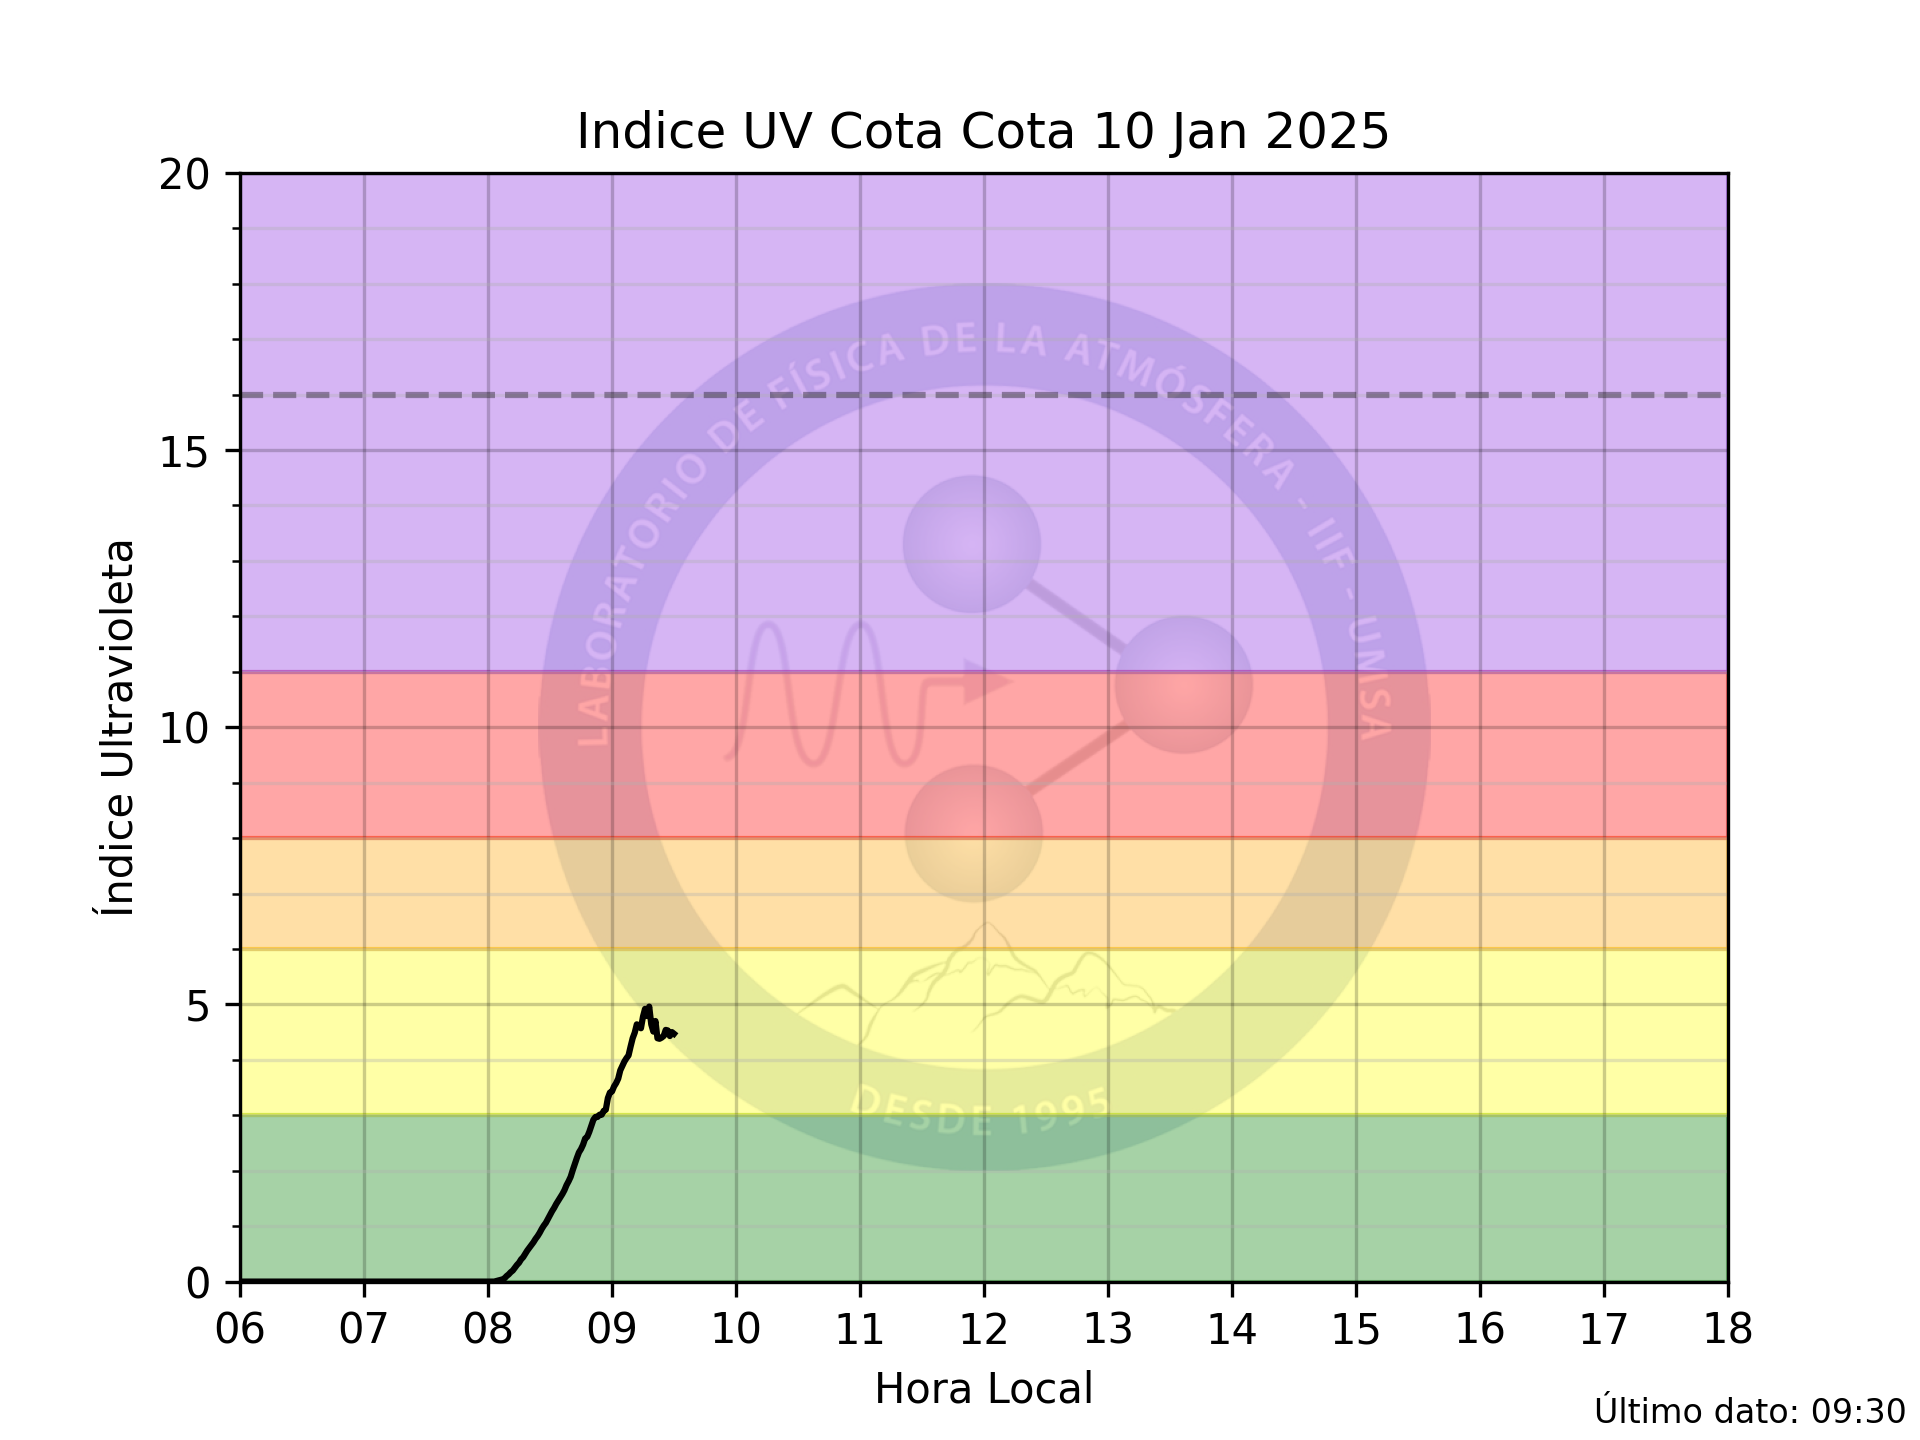 Indice UV Cota Cota 10 Jan 2025
20
15
10
5
0
Índice Ultravioleta
LABORATORIO DE FÍSICA DE LA ATMÓSFERA - IIF - UMSA
DESDE 1995
06 07 08 09 10 11 12 13 14 15 16 17 18
Hora Local
Último dato: 09:30